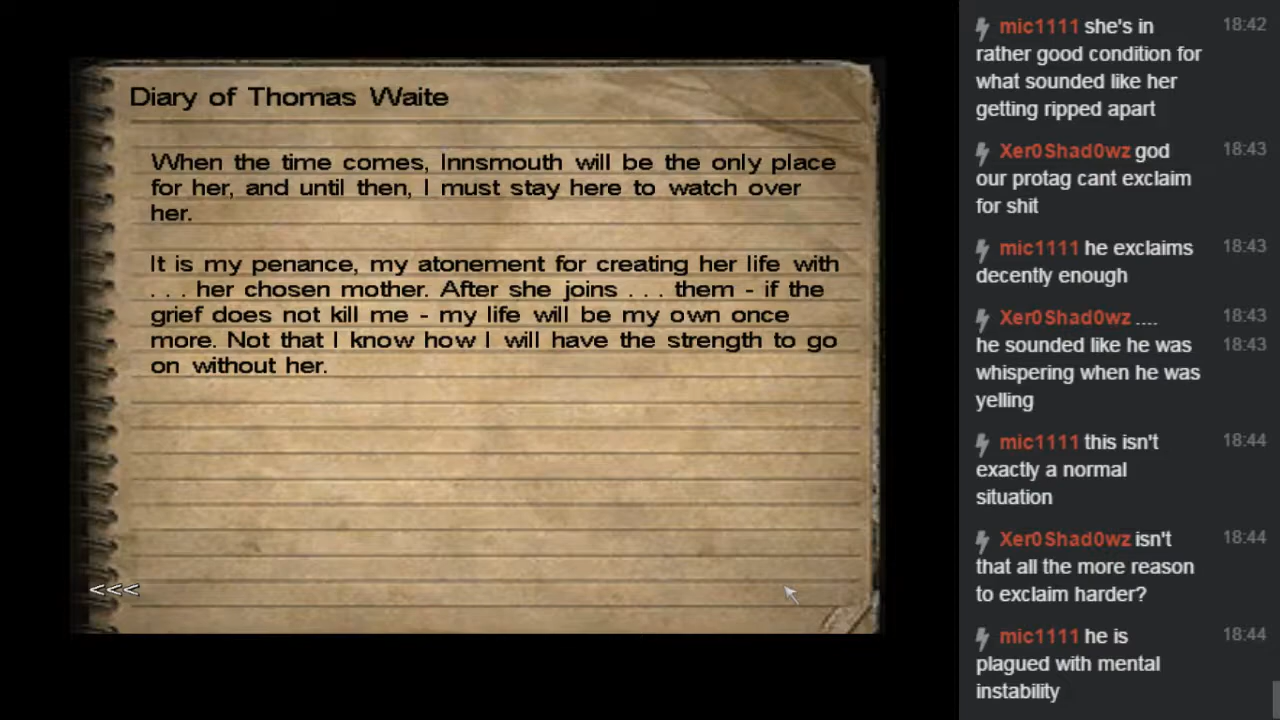 Diary of Thomas Waite
When the time comes, Innsmouth will be the only place
for her, and until then, I must stay here to watch over
her.
It is my penance, my atonement for creating her life with
. . . her chosen mother. After she joins . . . them - if the
grief does not kill me - my life will be my own once
more. Not that I know how I will have the strength to go
on without her.
<<<
mic1111 she's in 18:42
rather good condition for
what sounded like her
getting ripped apart
Xer0Shad0wz god 18:43
our protag cant exclaim
for shit
mic1111 he exclaims 18:43
decently enough
Xer0Shad0wz .... 18:43
he sounded like he was 18:43
whispering when he was
yelling
mic1111 this isn't 18:44
exactly a normal
situation
Xer0Shad0wz isn't 18:44
that all the more reason
to exclaim harder?
mic1111 he is 18:44
plagued with mental
instability